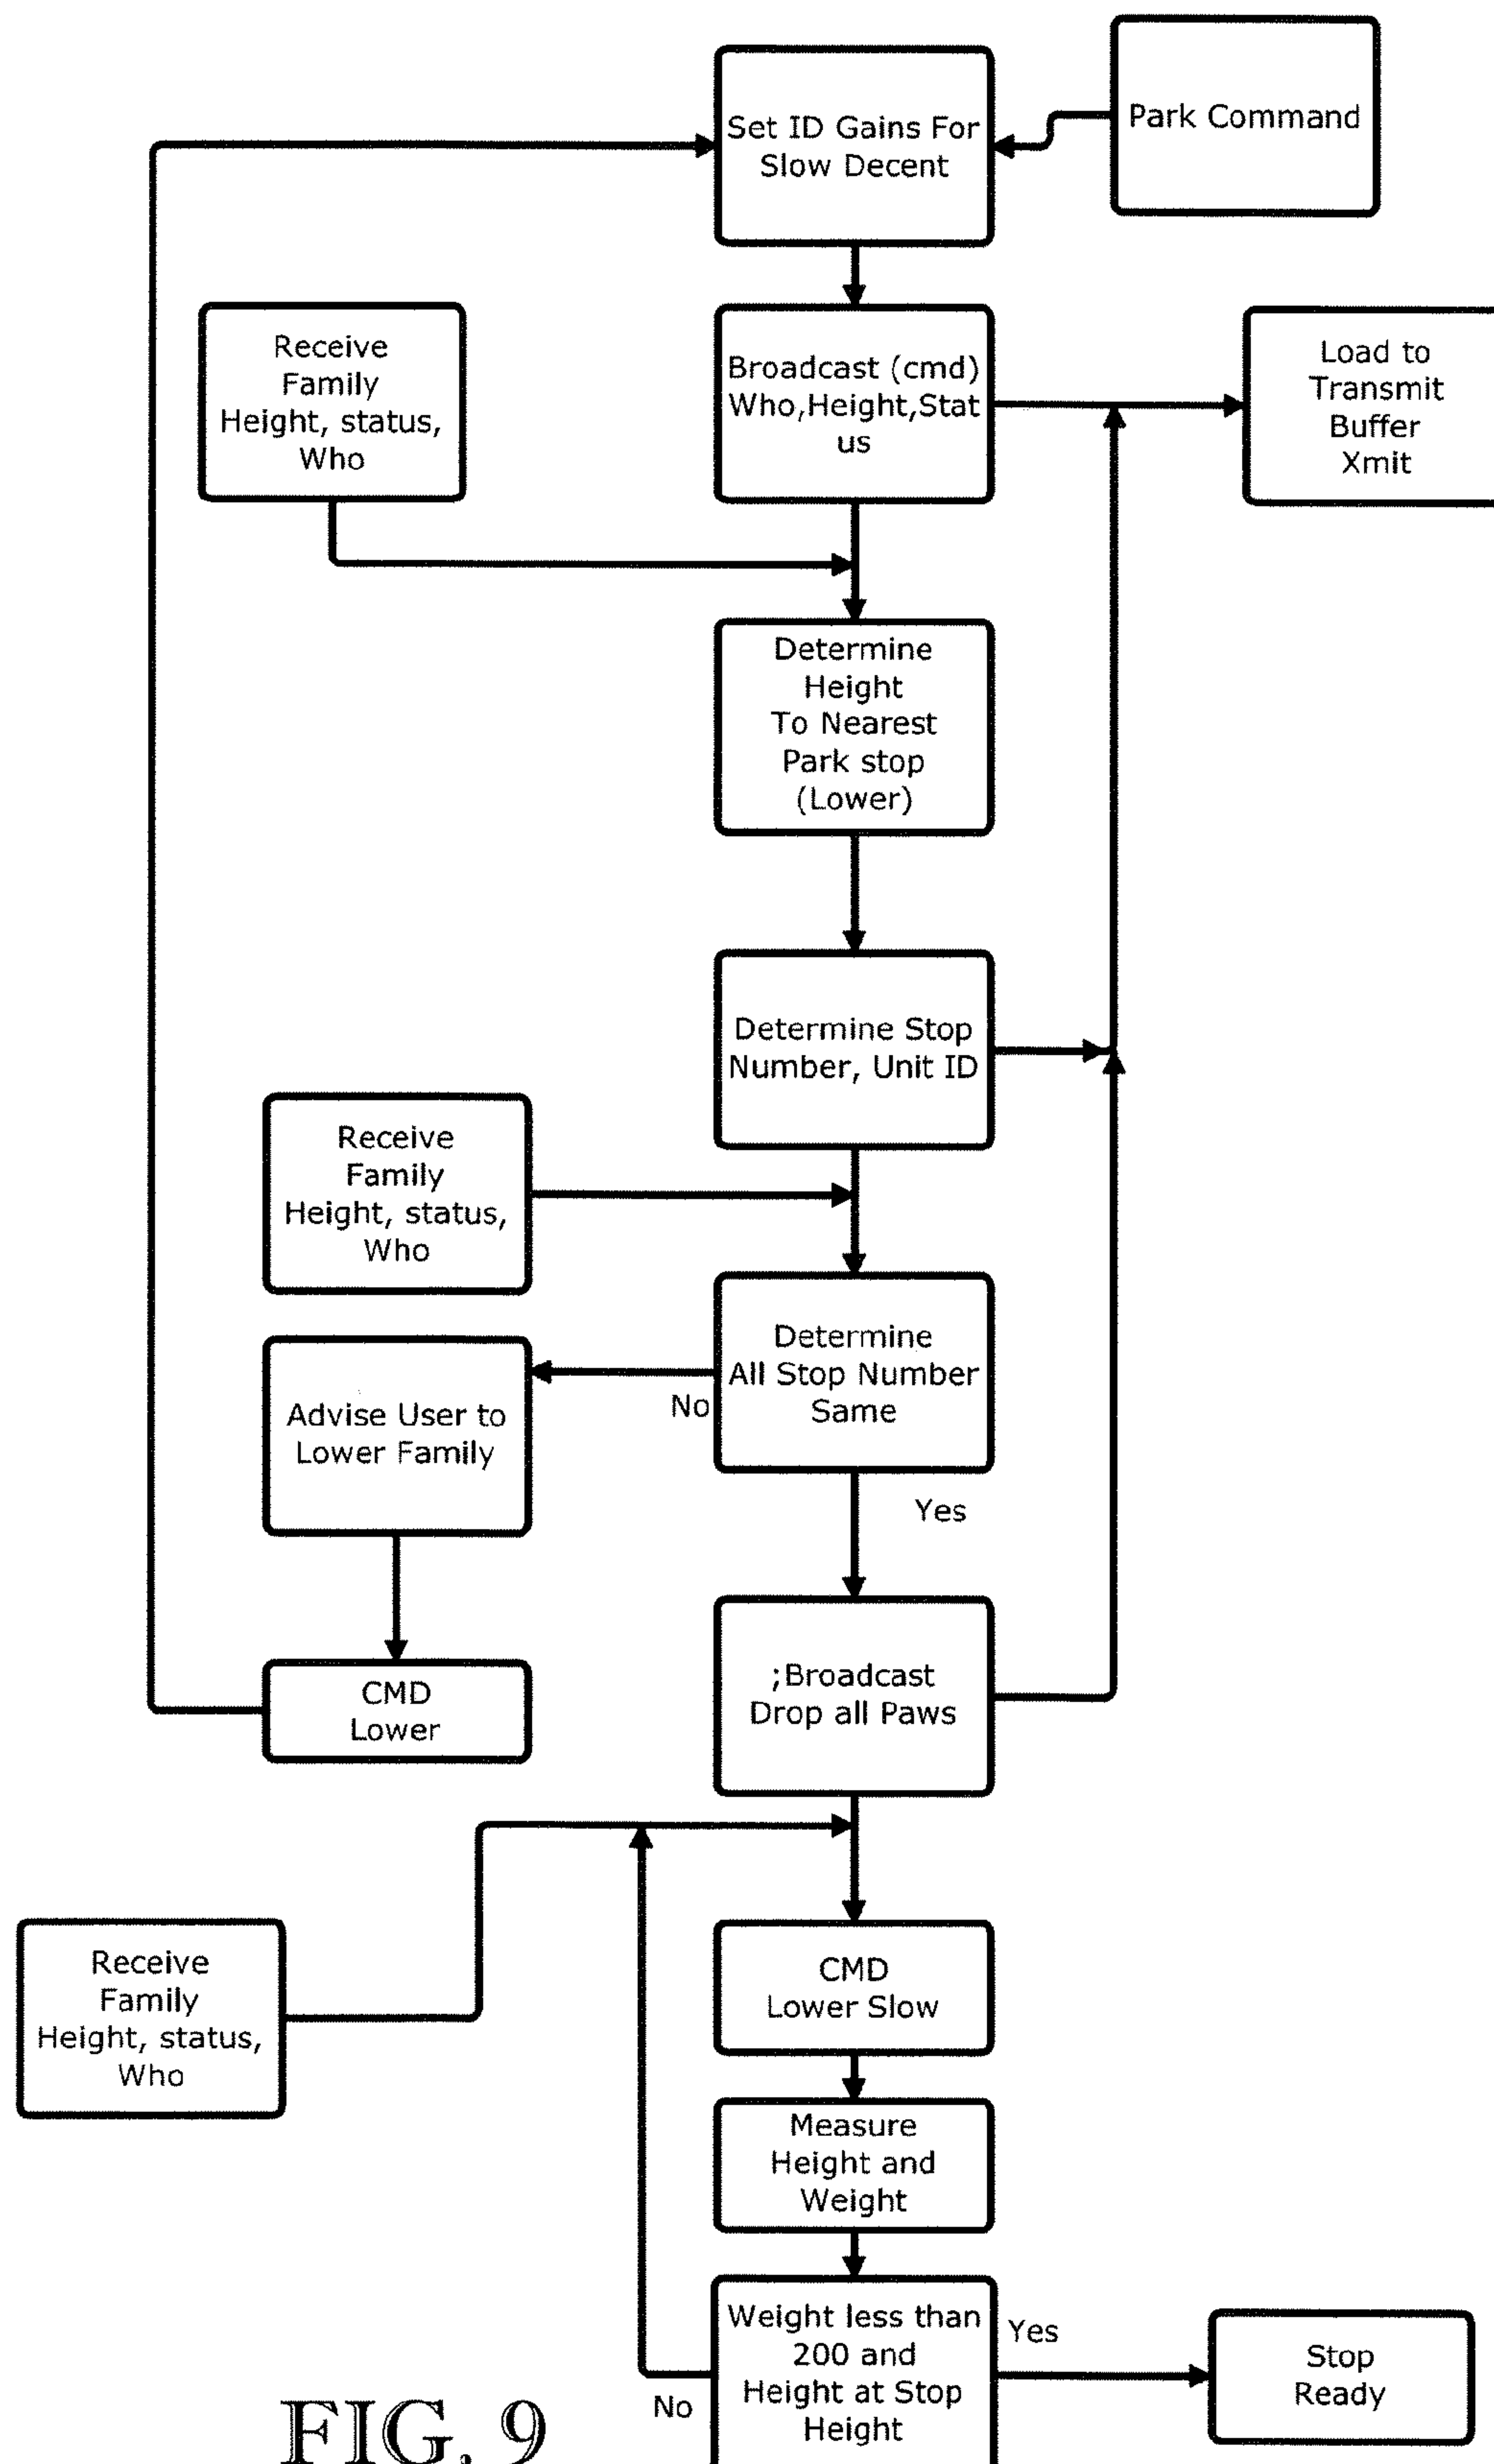 Park Command
Set ID Gains For
Slow Decent
Receive
Family
Height, status,
Who
Broadcast (cmd)
Who,Height,Stat
us
Load to
Transmit
Buffer
Xmit
Determine
Height
To Nearest
Park stop
(Lower)
Determine Stop
Number, Unit ID
Receive
Family
Height, status,
Who
Determine
All Stop Number
Same
No
Advise User to
Lower Family
Yes
;Broadcast
Drop all Paws
CMD
Lower
Receive
Family
Height, status,
Who
CMD
Lower Slow
Measure
Height and
Weight
Weight less than
200 and
Height at Stop
Height
Yes
No
Stop
Ready
FIG. 9